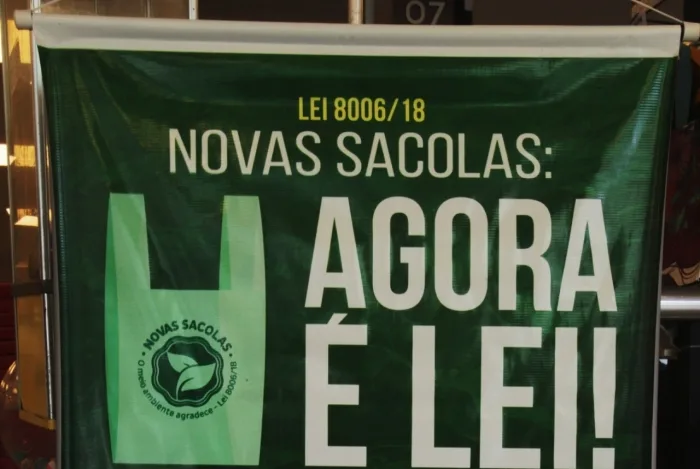 07
LEI 8006/18
NOVAS SACOLAS:
AGORA
É LEI!
• NOVAS SACOLAS •
O meio ambiente agradece - Lei 8006/18